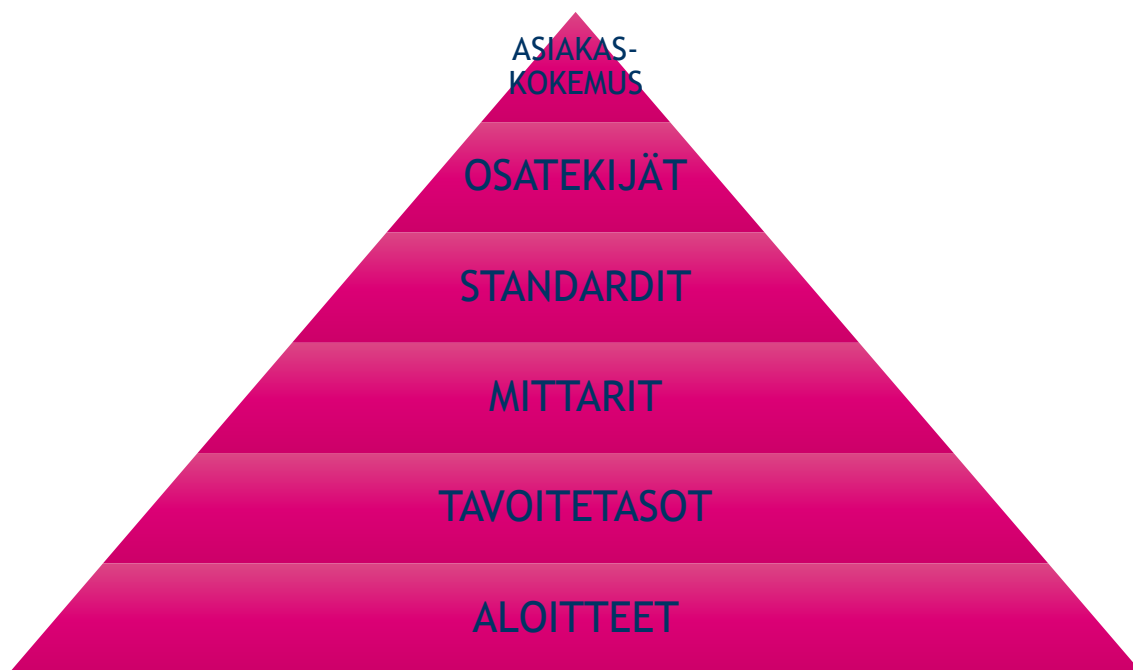 ASIAKAS-
KOKEMUS
OSATEKIJÄT
STANDARDIT
MITTARIT
TAVOITETASOT
ALOITTEET